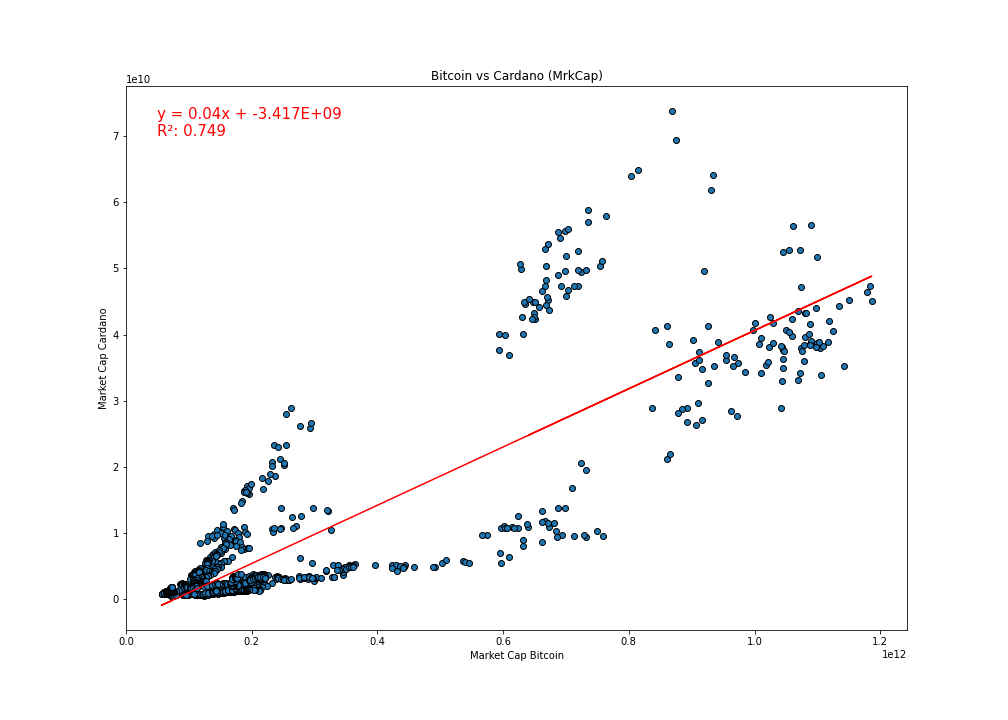 Bitcoin vs Cardano (MrkCap)
1e10
y = 0.04x + -3.417E+09
R²: 0.749
7
6
5
4
3
2
1
0
Market Cap Cardano
0.0 0.2 0.4 0.6 0.8 1.0 1.2
Market Cap Bitcoin
1e12